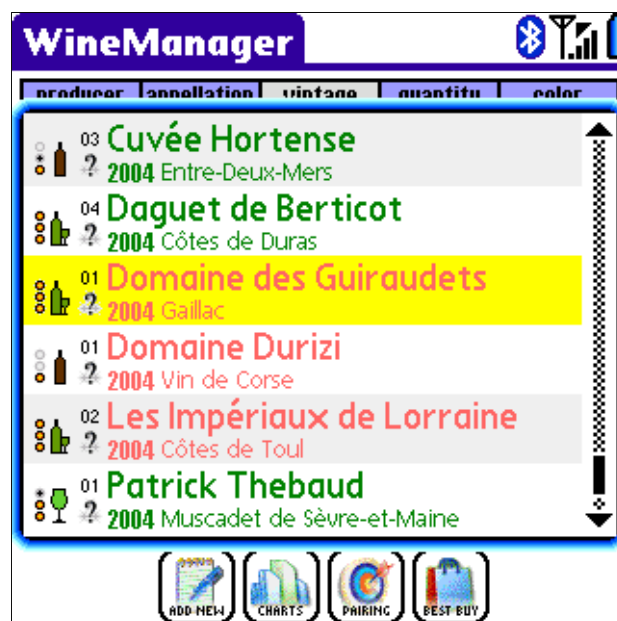 WineManager
producer appellation vintage quantity color
03 Cuvée Hortense
2004 Entre-Deux-Mers
04 Daguet de Berticot
2004 Côtes de Duras
01 Domaine des Guiraudets
2004 Gaillac
01 Domaine Durizi
2004 Vin de Corse
02 Les Impériaux de Lorraine
2004 Côtes de Toul
01 Patrick Thebaud
2004 Muscadet de Sèvre-et-Maine
ADD NEW CHARTS PAIRING BEST BUY